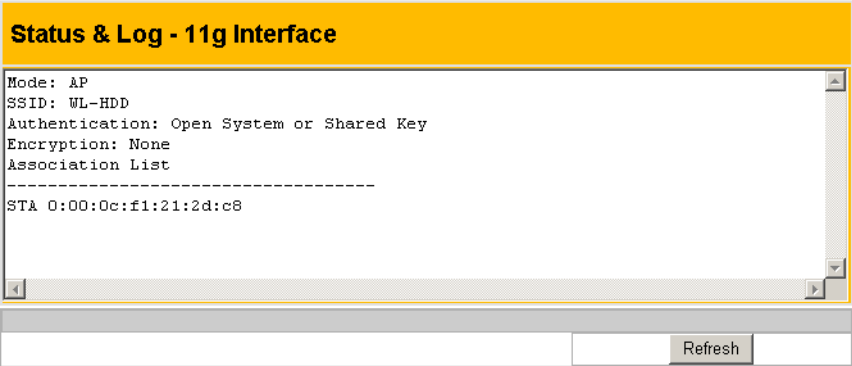 Status & Log - 11g Interface
Mode: AP
SSID: WL-HDD
Authentication: Open System or Shared Key
Encryption: None
Association List
------------------------------------
STA 0:00:0c:f1:21:2d:c8
Refresh